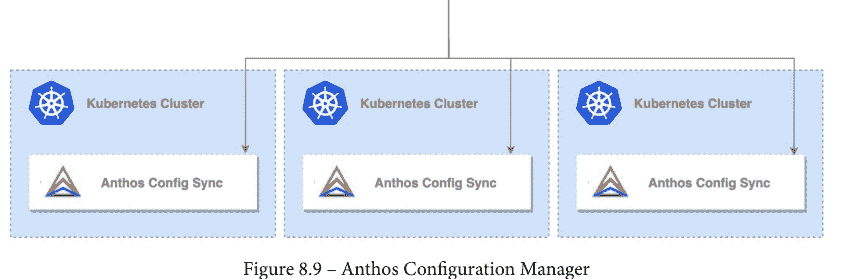 Kubernetes Cluster
Kubernetes Cluster
Kubernetes Cluster
Anthos Config Sync
Anthos Config Sync
Anthos Config Sync
Figure 8.9 – Anthos Configuration Manager